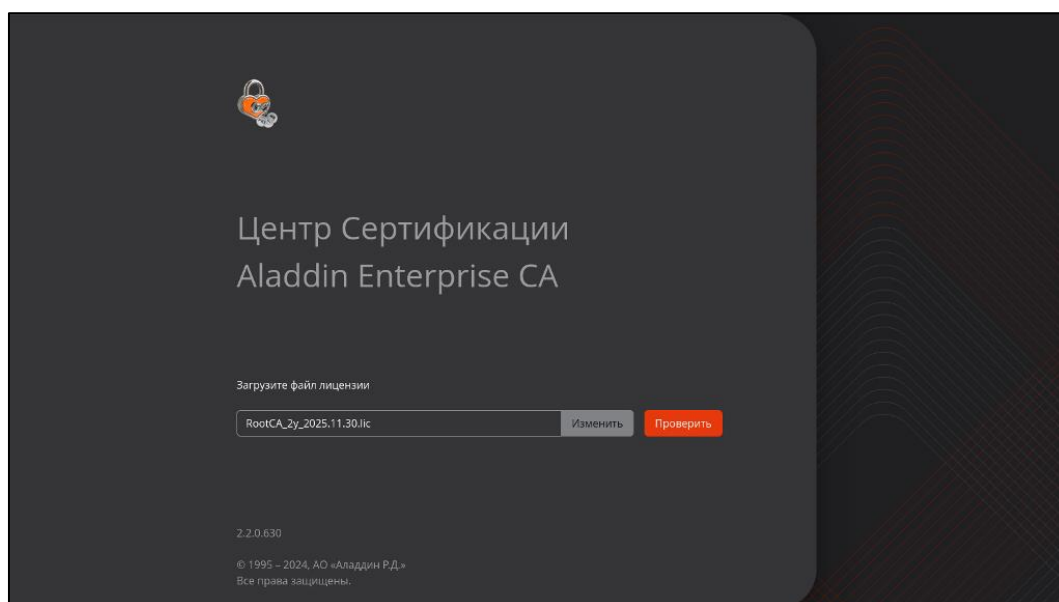 Центр Сертификации
Aladdin Enterprise CA
Загрузите файл лицензии
RootCA_2y_2025.11.30.lic Изменить Проверить
2.2.0.630
© 1995 – 2024, АО «Аладдин Р.Д.»
Все права защищены.